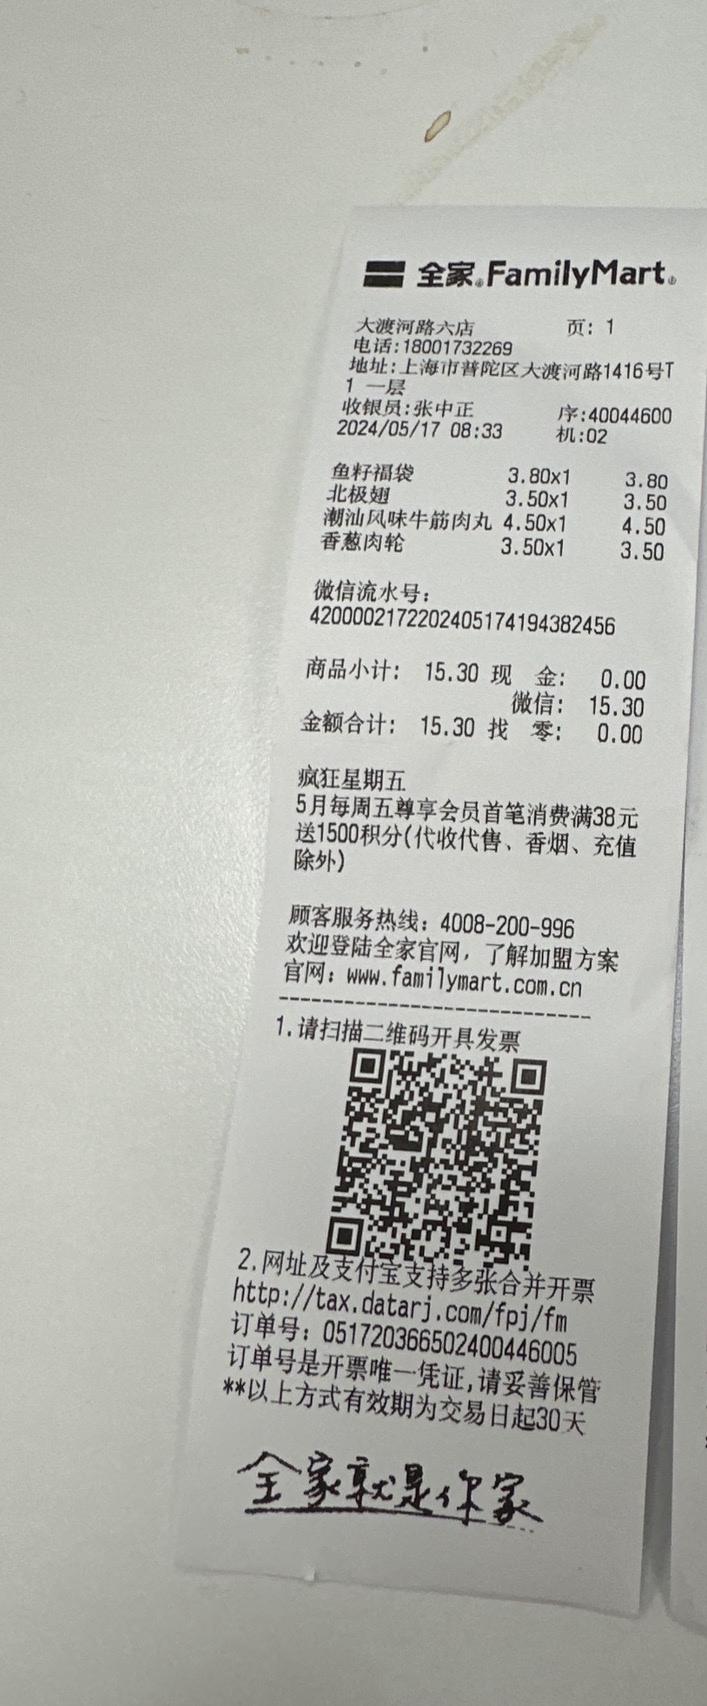 全家 FamilyMart
大渡河路六店 页: 1
电话:18001732269
地址:上海市普陀区大渡河路1416号T
1 一层
收银员:张中正 序:40044600
2024/05/17 08:33 机:02
鱼籽福袋 3.80x1 3.80
北极翅 3.50x1 3.50
潮汕风味牛筋肉丸 4.50x1 4.50
香葱肉轮 3.50x1 3.50
微信流水号:
4200002172202405174194382456
商品小计: 15.30 现 金: 0.00
微信: 15.30
金额合计: 15.30 找 零: 0.00
疯狂星期五
5月每周五尊享会员首笔消费满38元
送1500积分(代收代售、香烟、充值
除外)
顾客服务热线: 4008-200-996
欢迎登陆全家官网, 了解加盟方案
官网: www.familymart.com.cn
1.请扫描二维码开具发票
2.网址及支付宝支持多张合并开票
http://tax.datarj.com/fpj/fm
订单号: 051720366502400446005
订单号是开票唯一凭证,请妥善保管
**以上方式有效期为交易日起30天
全家就是你家